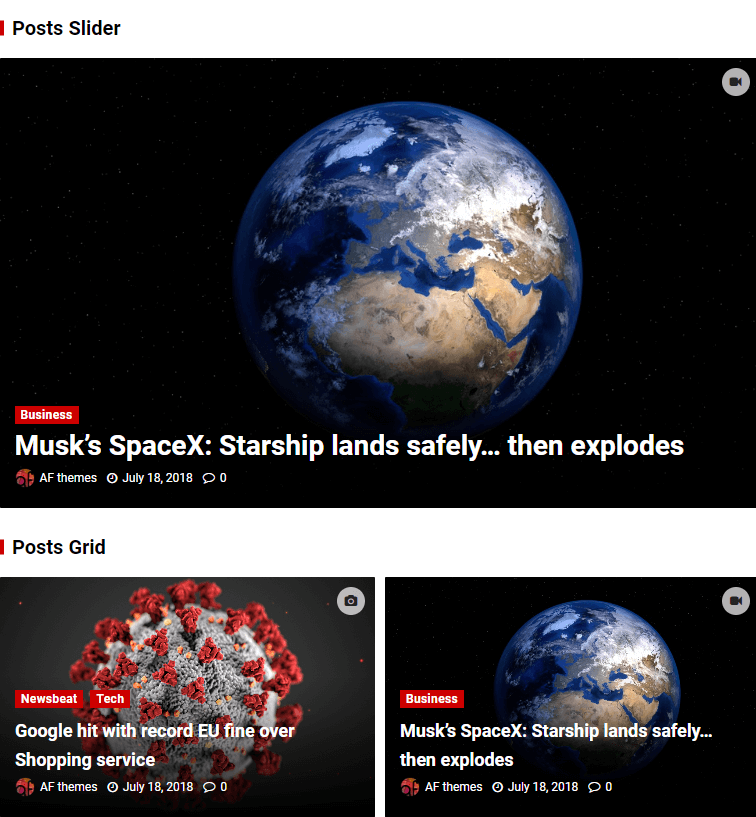 Posts Slider
Business
Musk’s SpaceX: Starship lands safely… then explodes
AF themes July 18, 2018 0
Posts Grid
Newsbeat Tech
Google hit with record EU fine over
Shopping service
AF themes July 18, 2018 0
Business
Musk’s SpaceX: Starship lands safely…
then explodes
AF themes July 18, 2018 0